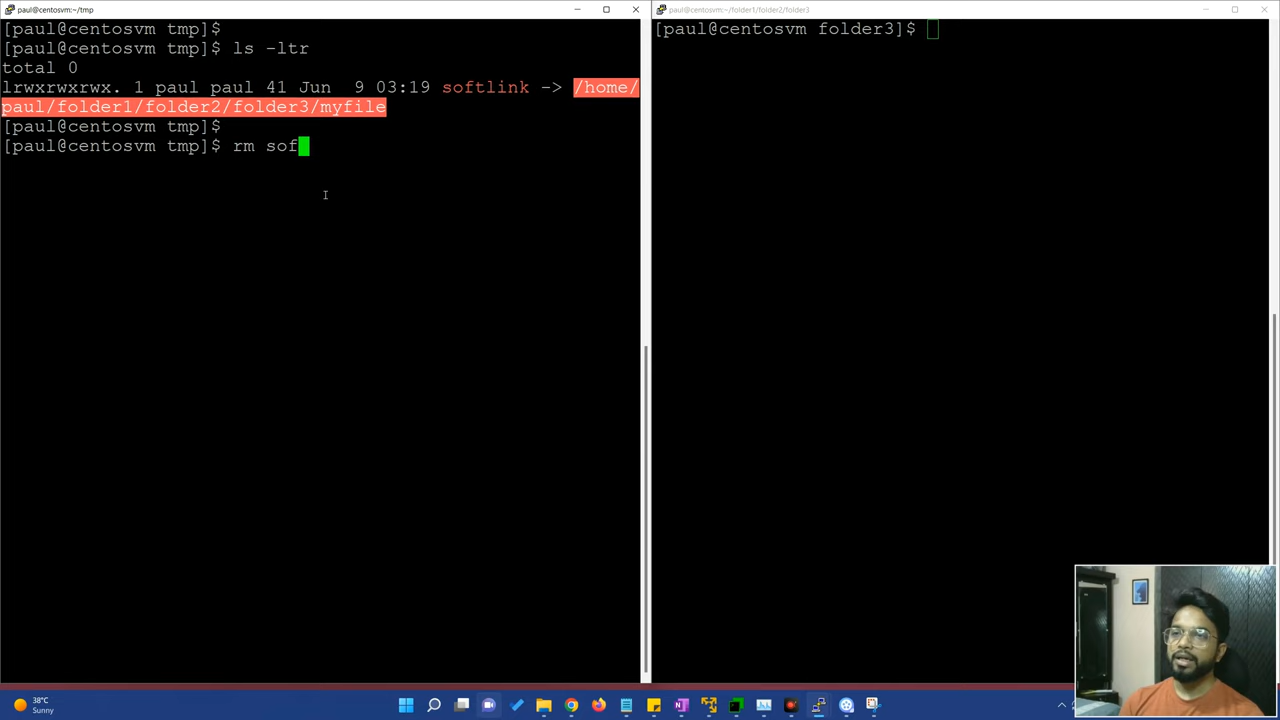 paul@centosvm:~/tmp
[paul@centosvm tmp]$
[paul@centosvm tmp]$ ls -ltr
total 0
lrwxrwxrwx. 1 paul paul 41 Jun  9 03:19 softlink -> /home/
paul/folder1/folder2/folder3/myfile
[paul@centosvm tmp]$
[paul@centosvm tmp]$ rm sof
paul@centosvm:~/folder1/folder2/folder3
[paul@centosvm folder3]$
38°C
Sunny